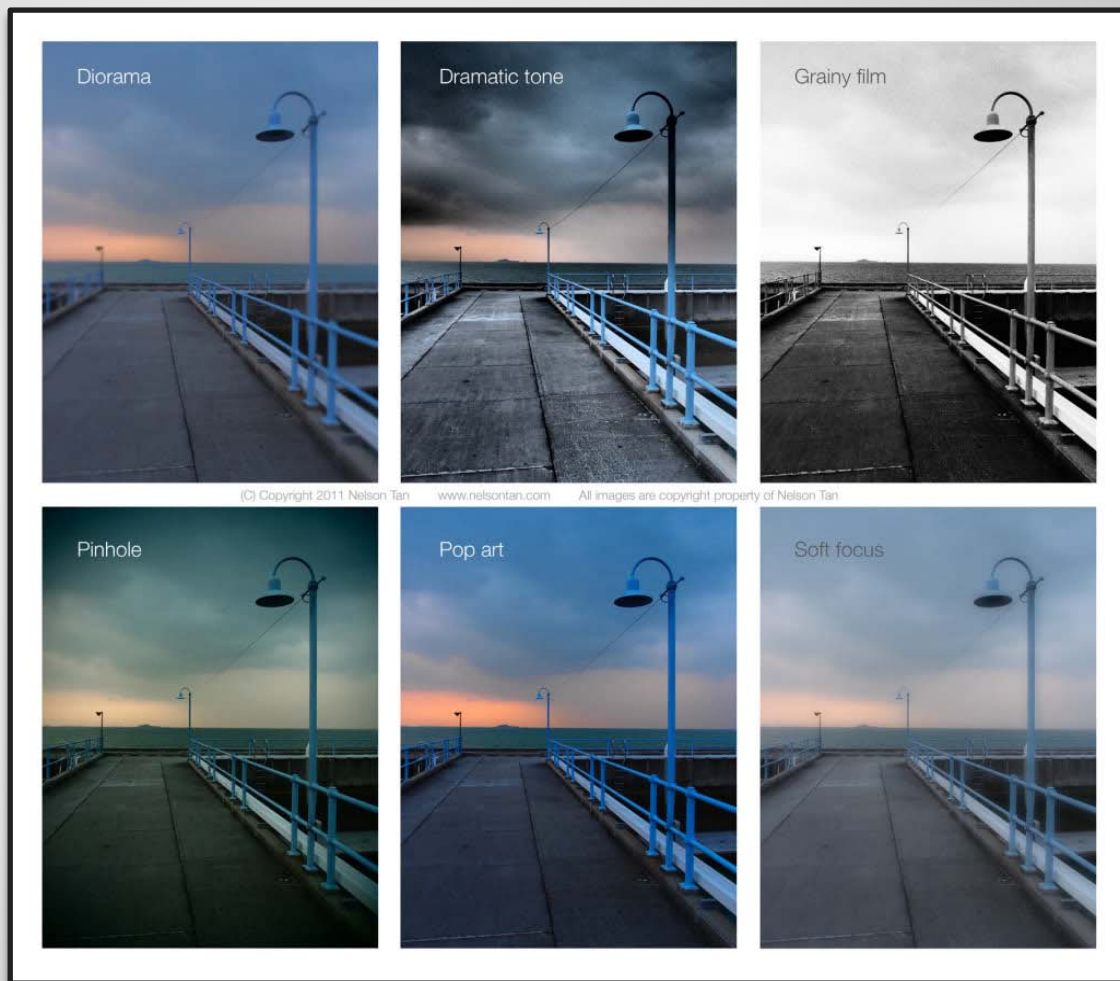 Diorama
Dramatic tone
Grainy film
(C) Copyright 2011 Nelson Tan www.nelsontan.com All images are copyright property of Nelson Tan
Pinhole
Pop art
Soft focus